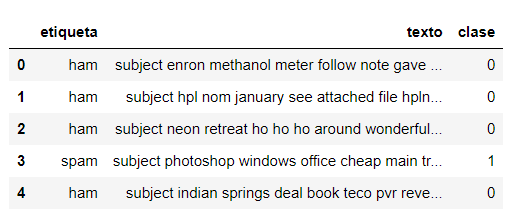 etiqueta texto clase
0 ham subject enron methanol meter follow note gave ... 0
1 ham subject hpl nom january see attached file hpln... 0
2 ham subject neon retreat ho ho ho around wonderful... 0
3 spam subject photoshop windows office cheap main tr... 1
4 ham subject indian springs deal book teco pvr reve... 0